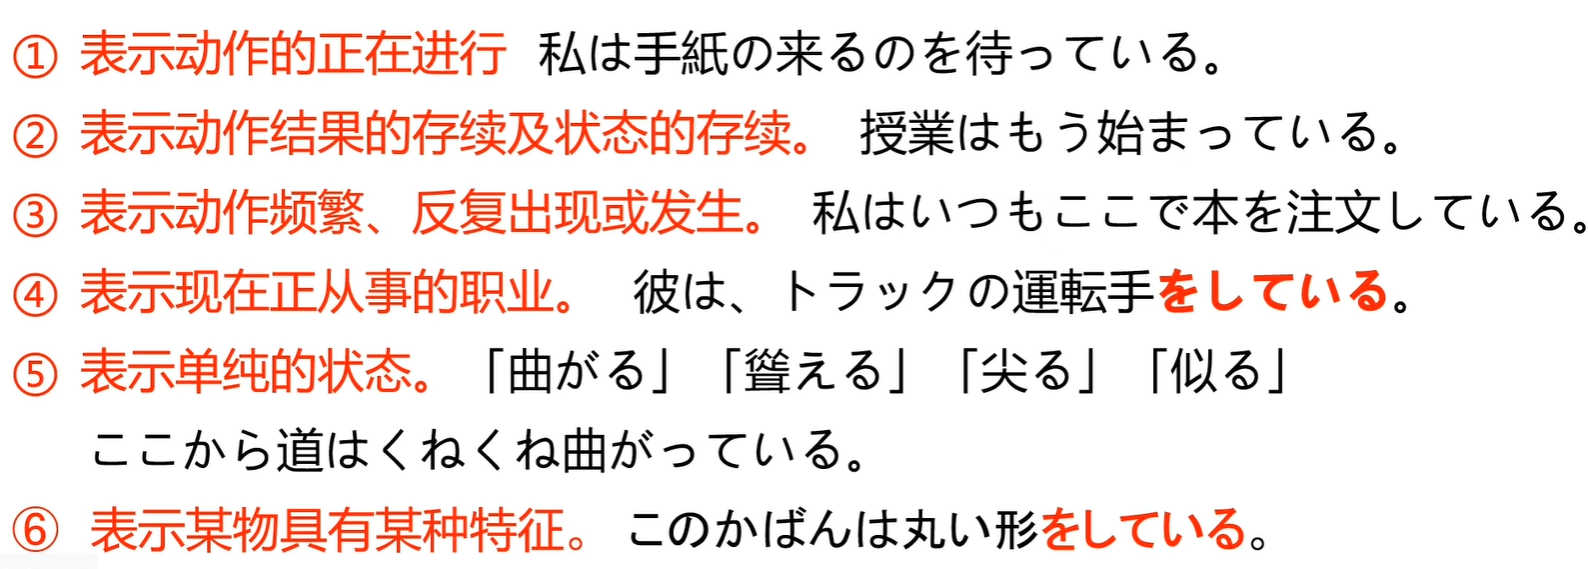 ① 表示动作的正在进行 私は手紙の来るのを待っている。
② 表示动作结果的存续及状态的存续。 授業はもう始まっている。
③ 表示动作频繁、反复出现或发生。 私はいつもここで本を注文している。
④ 表示现在正从事的职业。 彼は、トラックの運転手をしている。
⑤ 表示单纯的状态。「曲がる」「聳える」「尖る」「似る」
ここから道はくねくね曲がっている。
⑥ 表示某物具有某种特征。 このかばんは丸い形をしている。